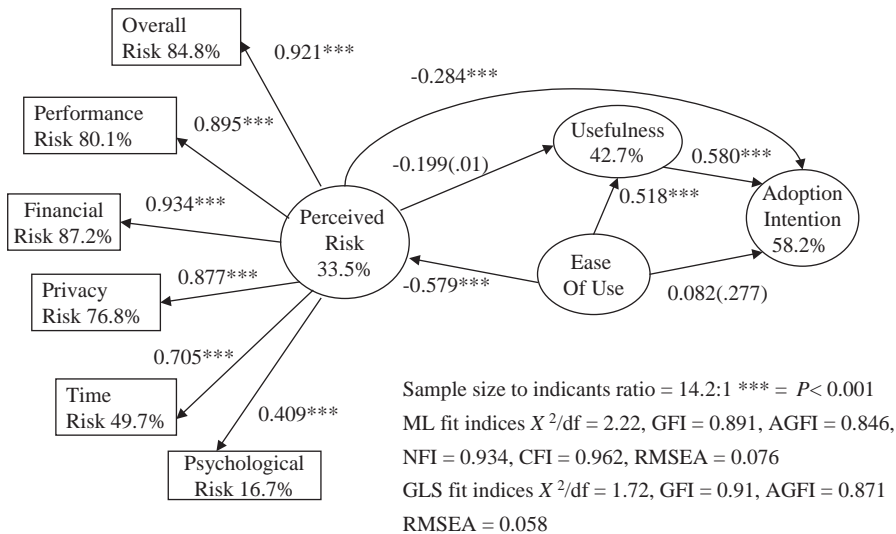 Overall
Risk 84.8%
0.921***
-0.284***
Performance
Risk 80.1%
0.895***
Usefulness
42.7%
0.580***
-0.199(.01)
Financial
Risk 87.2%
0.934***
Perceived
Risk
33.5%
0.518***
Adoption
Intention
58.2%
Privacy
Risk 76.8%
0.877***
-0.579***
Ease
Of Use
0.082(.277)
0.705***
Time
Risk 49.7%
0.409***
Psychological
Risk 16.7%
Sample size to indicants ratio = 14.2:1 *** = P< 0.001
ML fit indices X ²/df = 2.22, GFI = 0.891, AGFI = 0.846,
NFI = 0.934, CFI = 0.962, RMSEA = 0.076
GLS fit indices X ²/df = 1.72, GFI = 0.91, AGFI = 0.871
RMSEA = 0.058